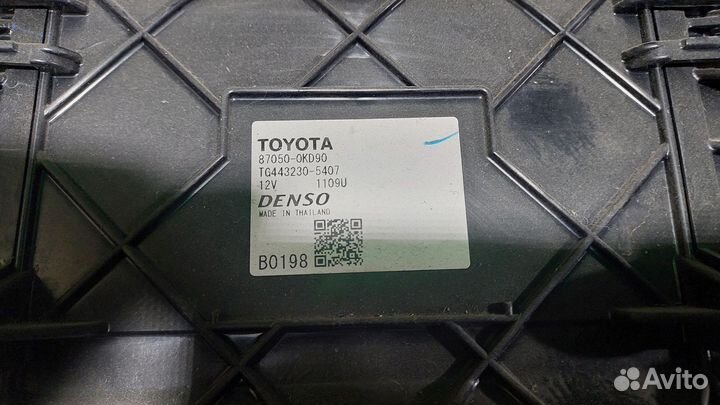 TOYOTA
87050-0KD90
TG443230-5407
12V 1109U
DENSO
MADE IN THAILAND
B0198
Avito